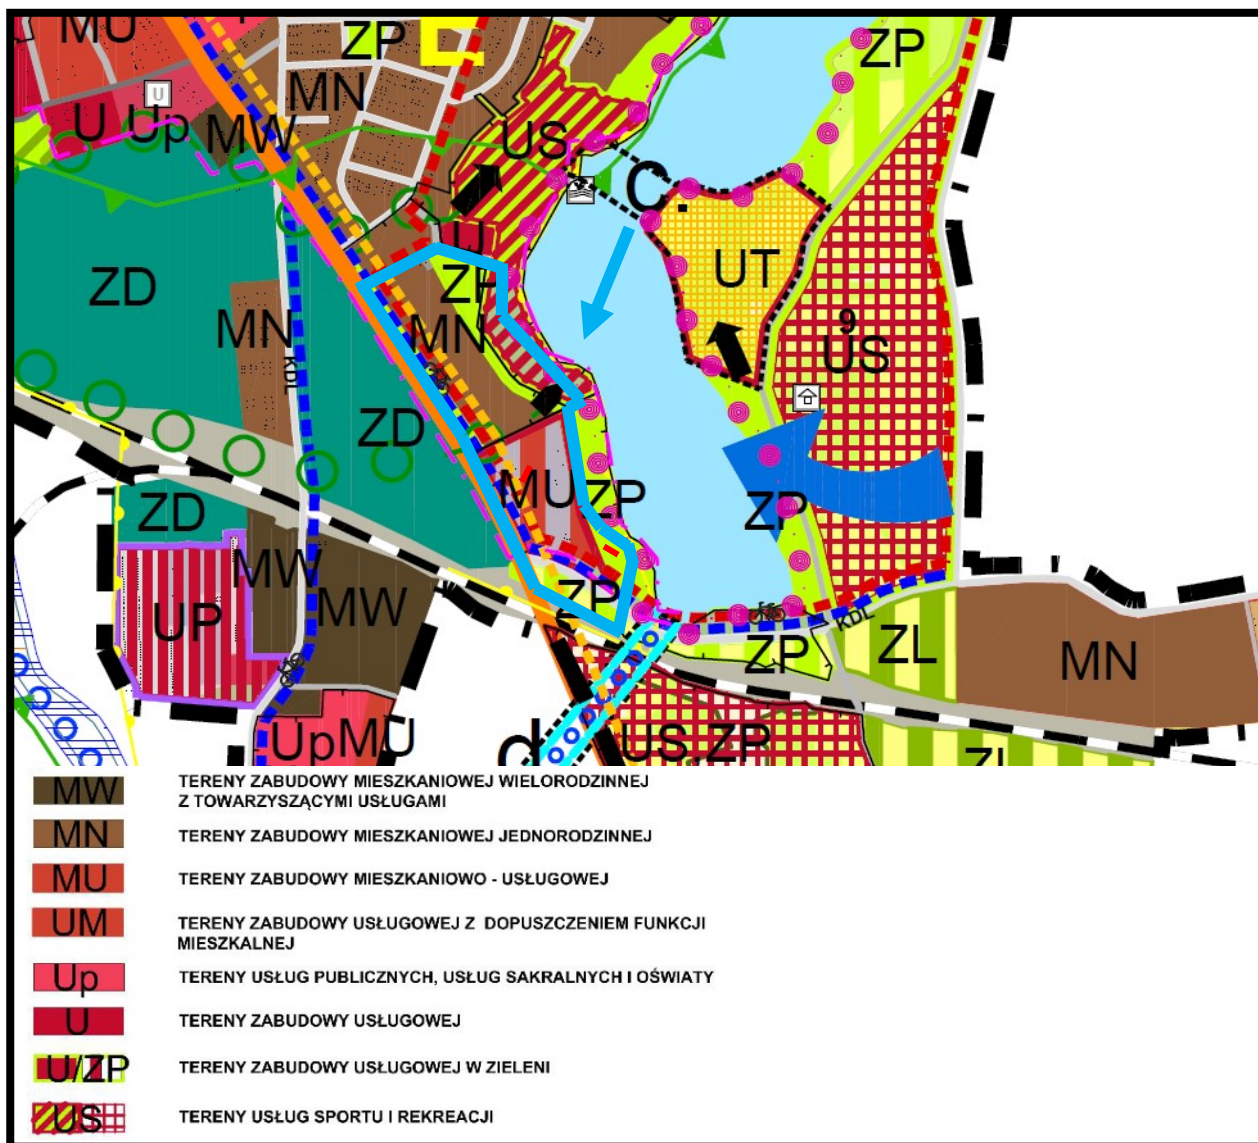 MU
ZP
ZP
MN
U
U
Up
MW
US
C.
U
ZP
UT
ZD
MN
MN
9
US
KDL
ZD
ZD
MU
ZP
ZP
MW
MW
UP
ZP
ZP
KDL
ZL
MN
UpMU
d
US,ZP
ZL
MW TERENY ZABUDOWY MIESZKANIOWEJ WIELORODZINNEJ
Z TOWARZYSZĄCYMI USŁUGAMI
MN TERENY ZABUDOWY MIESZKANIOWEJ JEDNORODZINNEJ
MU TERENY ZABUDOWY MIESZKANIOWO - USŁUGOWEJ
UM TERENY ZABUDOWY USŁUGOWEJ Z DOPUSZCZENIEM FUNKCJI
MIESZKALNEJ
Up TERENY USŁUG PUBLICZNYCH, USŁUG SAKRALNYCH I OŚWIATY
U TERENY ZABUDOWY USŁUGOWEJ
U/ZP TERENY ZABUDOWY USŁUGOWEJ W ZIELENI
US TERENY USŁUG SPORTU I REKREACJI